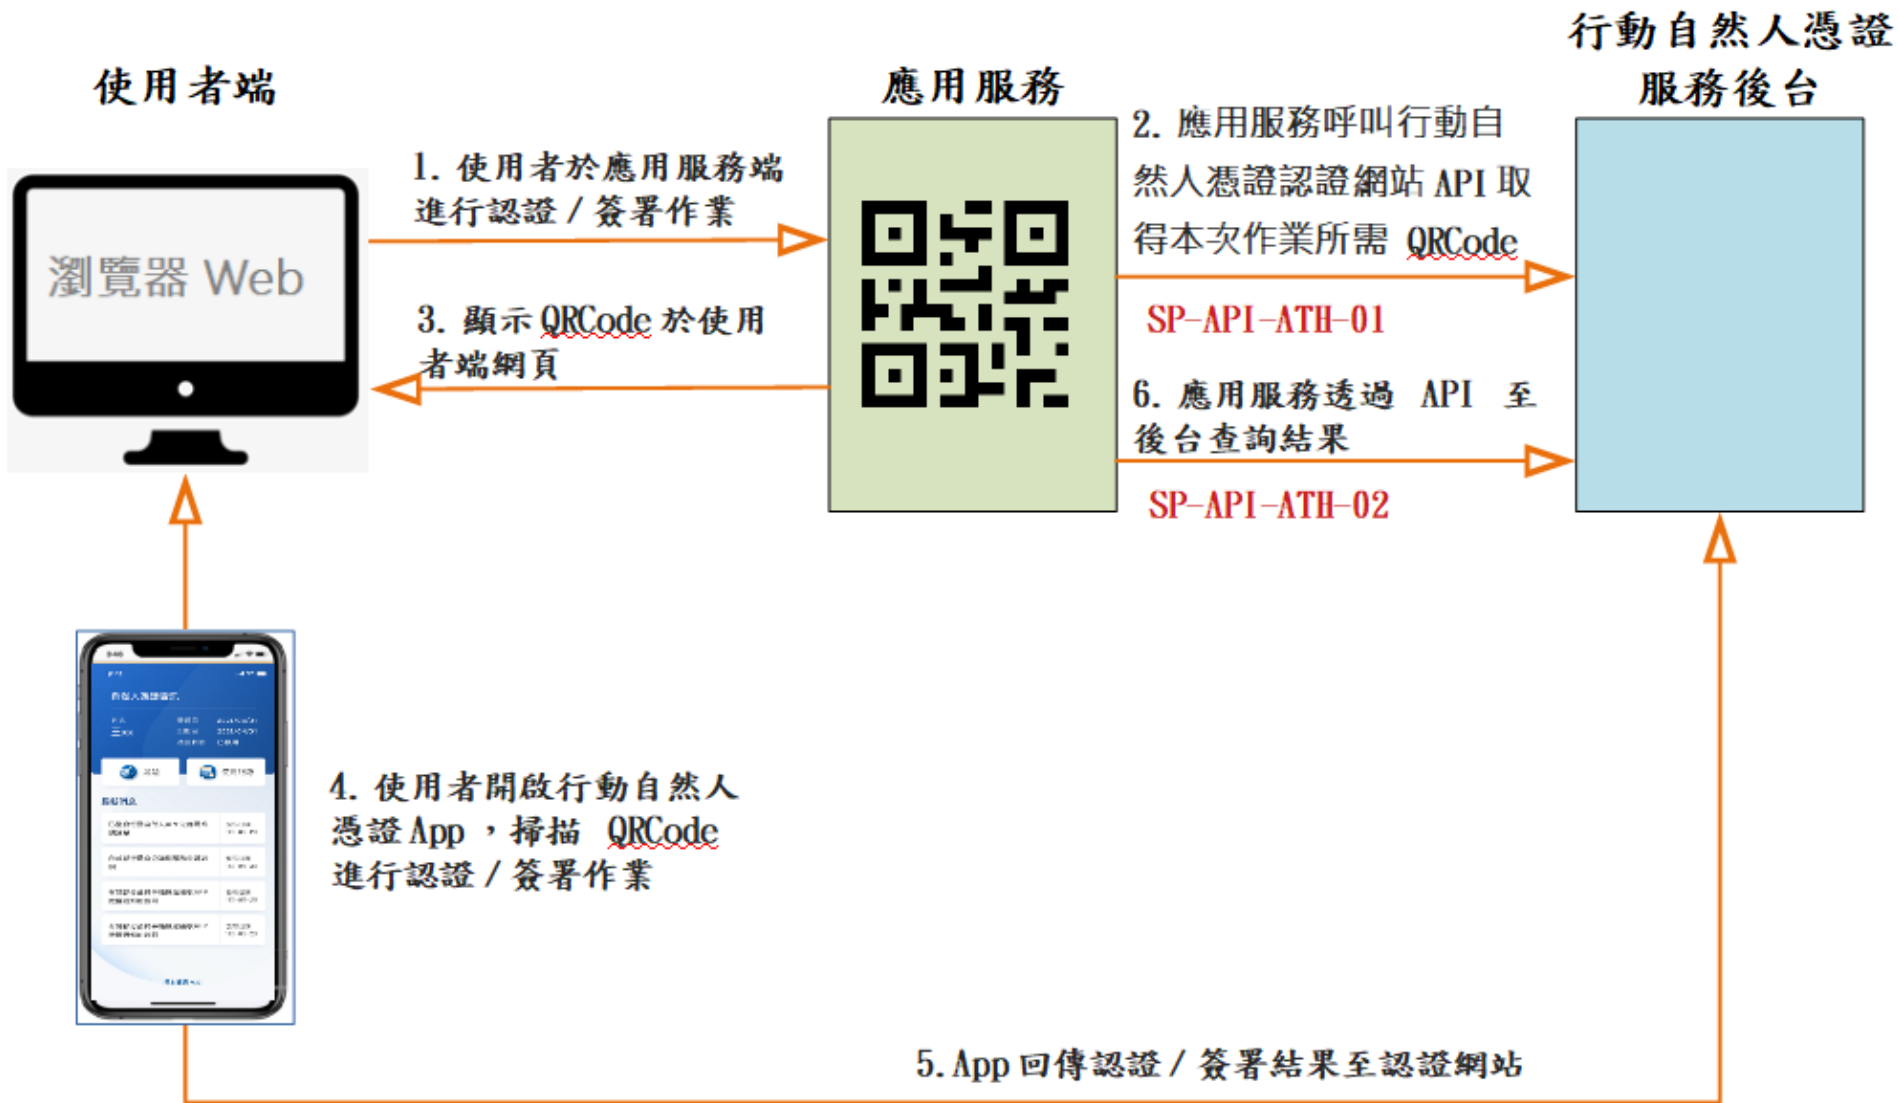 行動自然人憑證
服務後台
使用者端
應用服務
1. 使用者於應用服務端
進行認證 / 簽署作業
2. 應用服務呼叫行動自
然人憑證認證網站 API 取
得本次作業所需 QRCode
SP-API-ATH-01
瀏覽器 Web
3. 顯示 QRCode 於使用
者端網頁
6. 應用服務透過 API 至
後台查詢結果
SP-API-ATH-02
4. 使用者開啟行動自然人
憑證 App，掃描 QRCode
進行認證 / 簽署作業
5. App 回傳認證 / 簽署結果至認證網站